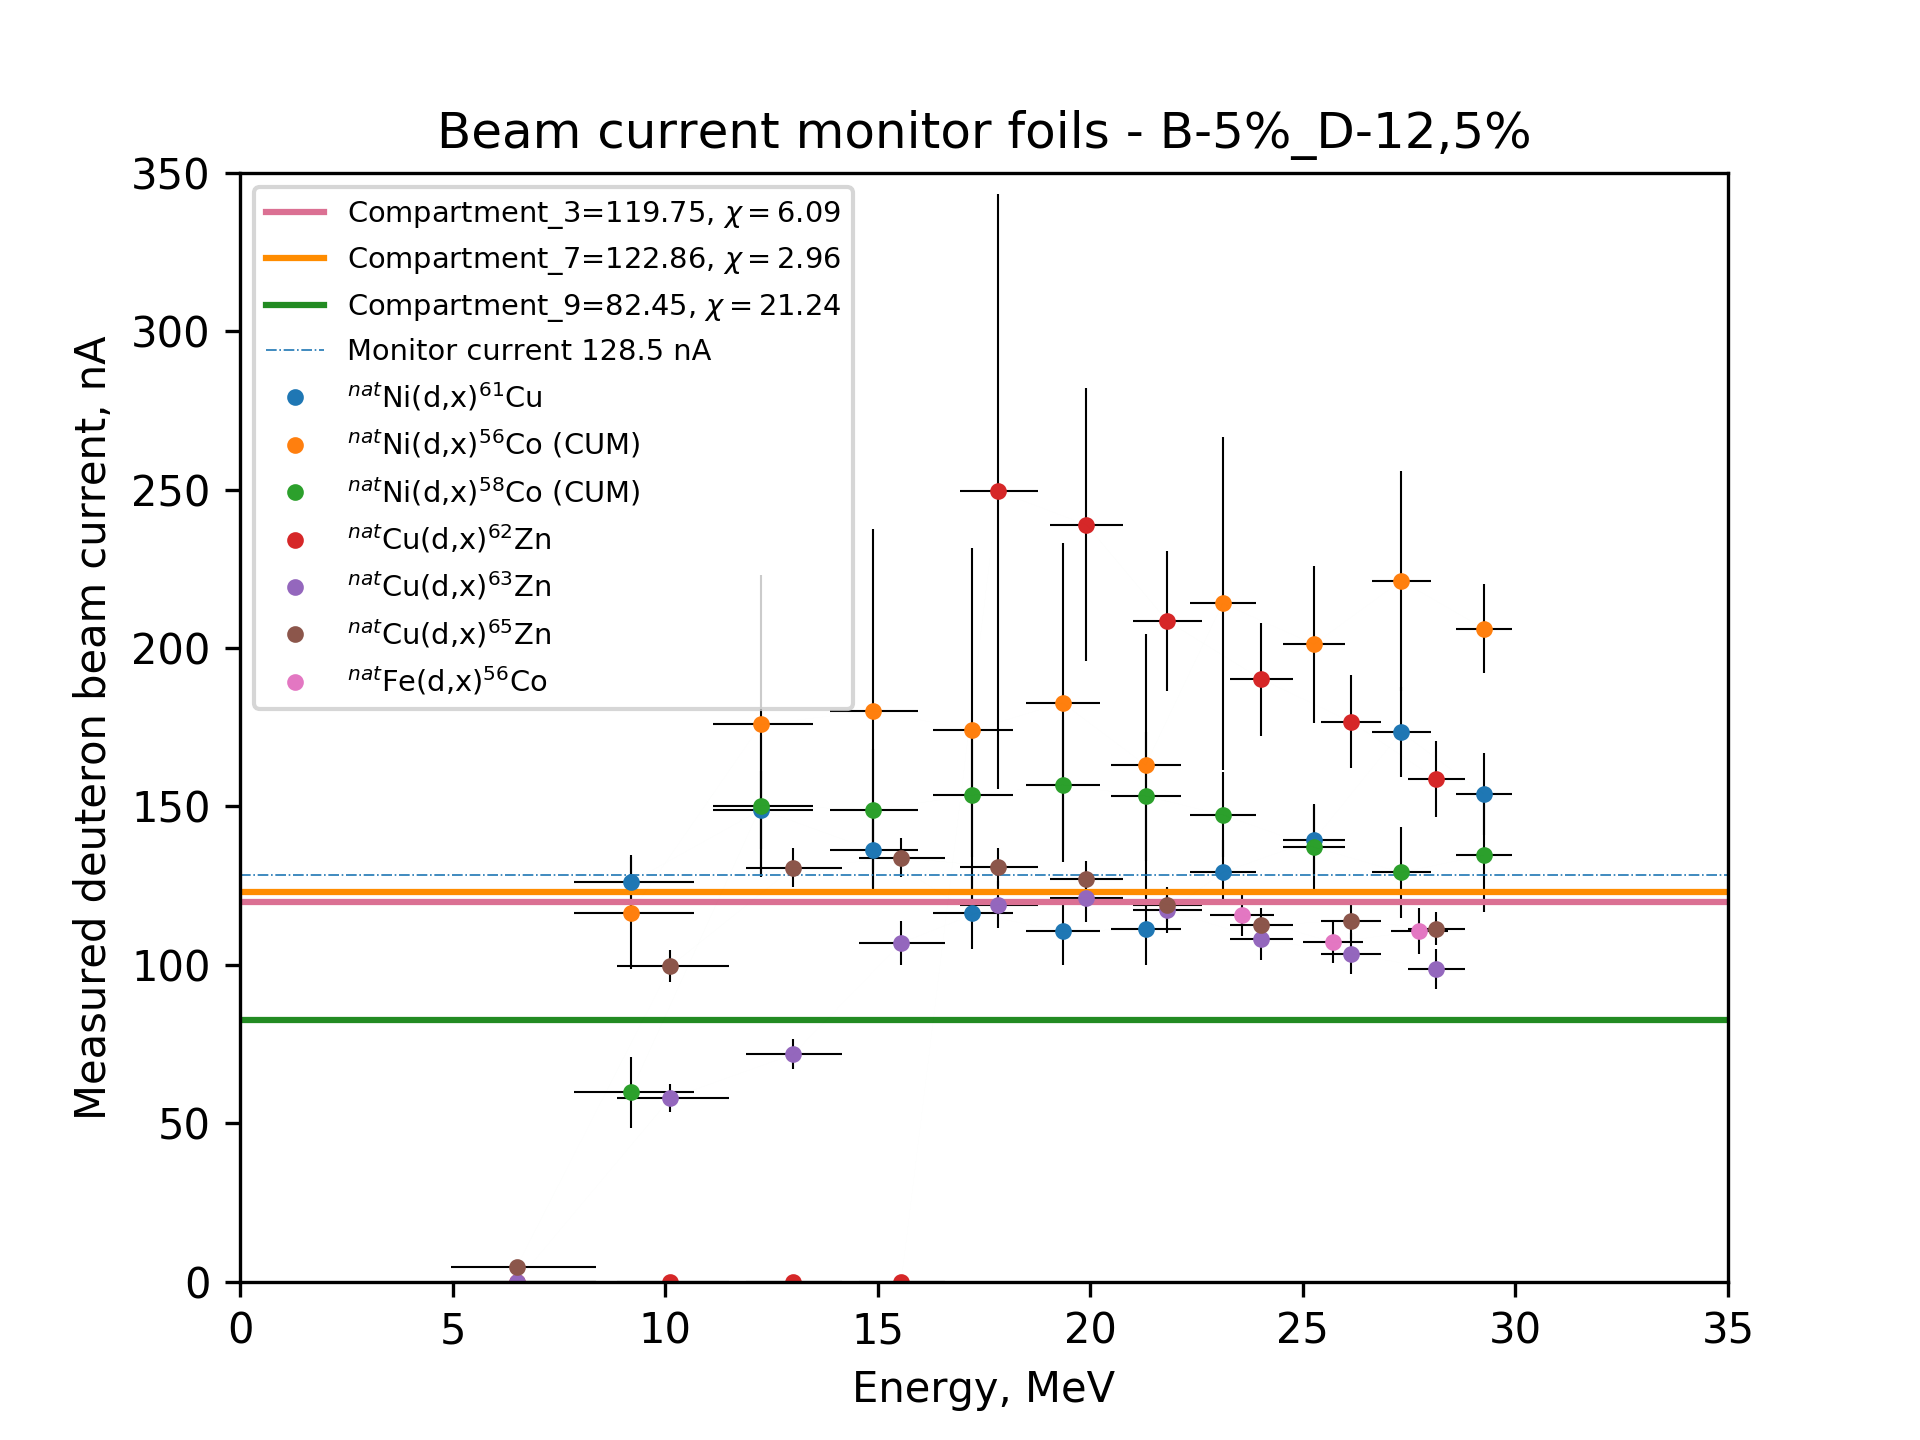 Beam current monitor foils - B-5%_D-12,5%
Measured deuteron beam current, nA
350
300
250
200
150
100
50
0
Compartment_3=119.75, χ = 6.09
Compartment_7=122.86, χ = 2.96
Compartment_9=82.45, χ = 21.24
Monitor current 128.5 nA
natNi(d,x)61Cu
natNi(d,x)56Co (CUM)
natNi(d,x)58Co (CUM)
natCu(d,x)62Zn
natCu(d,x)63Zn
natCu(d,x)65Zn
natFe(d,x)56Co
0 5 10 15 20 25 30 35
Energy, MeV